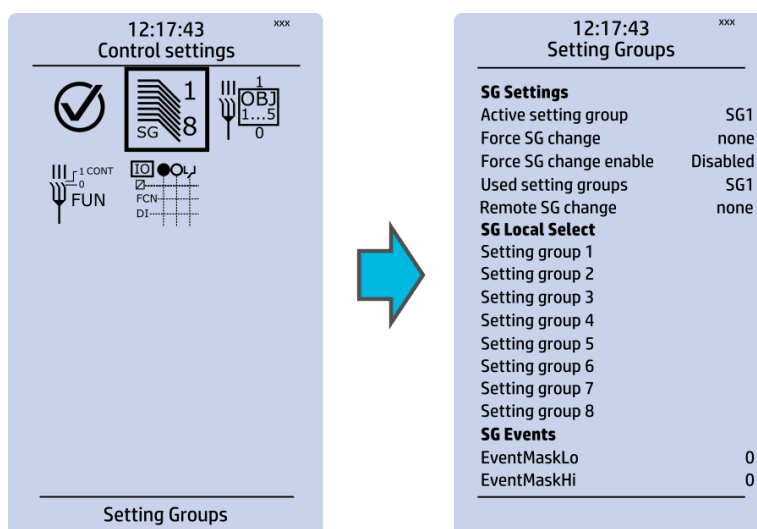 12:17:43
xxx
Control settings
1
SG
8
1
OBJ
1...5
0
1 CONT
0
FUN
IO
FCN
DI
Setting Groups
12:17:43
xxx
Setting Groups
SG Settings
Active setting group SG1
Force SG change none
Force SG change enable Disabled
Used setting groups SG1
Remote SG change none
SG Local Select
Setting group 1
Setting group 2
Setting group 3
Setting group 4
Setting group 5
Setting group 6
Setting group 7
Setting group 8
SG Events
EventMaskLo 0
EventMaskHi 0